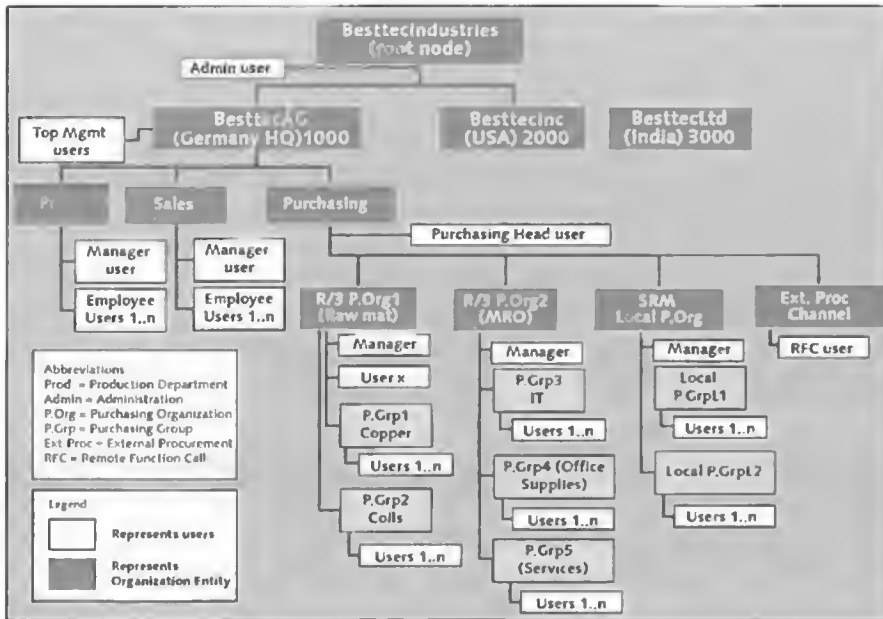 Besttecindustries
(root node)
Admin user
BesttecAG
(Germany HQ)1000
Besttecinc
(USA) 2000
BesttecLtd
(India) 3000
Top Mgmt
users
Sales
Purchasing
Purchasing Head user
Manager
user
Manager
user
Employee
Users 1..n
Employee
Users 1..n
R/3 P.Org1
(Raw mat)
R/3 P.Org2
(MRO)
SRM
Local P.Org
Ext. Proc
Channel
Manager
User x
P.Grp1
Copper
Users 1..n
P.Grp2
Coils
Users 1..n
Manager
P.Grp3
IT
Users 1..n
P.Grp4 (Office
Supplies)
Users 1..n
P.Grp5
(Services)
Users 1..n
Manager
Local
P.GrpL1
Users 1..n
Local P.GrpL2
Users 1..n
RFC user
Abbreviations
Prod = Production Department
Admin = Administration
P.Org = Purchasing Organization
P.Grp = Purchasing Group
Ext Proc = External Procurement
RFC = Remote Function Call
Legend
Represents users
Represents
Organization Entity